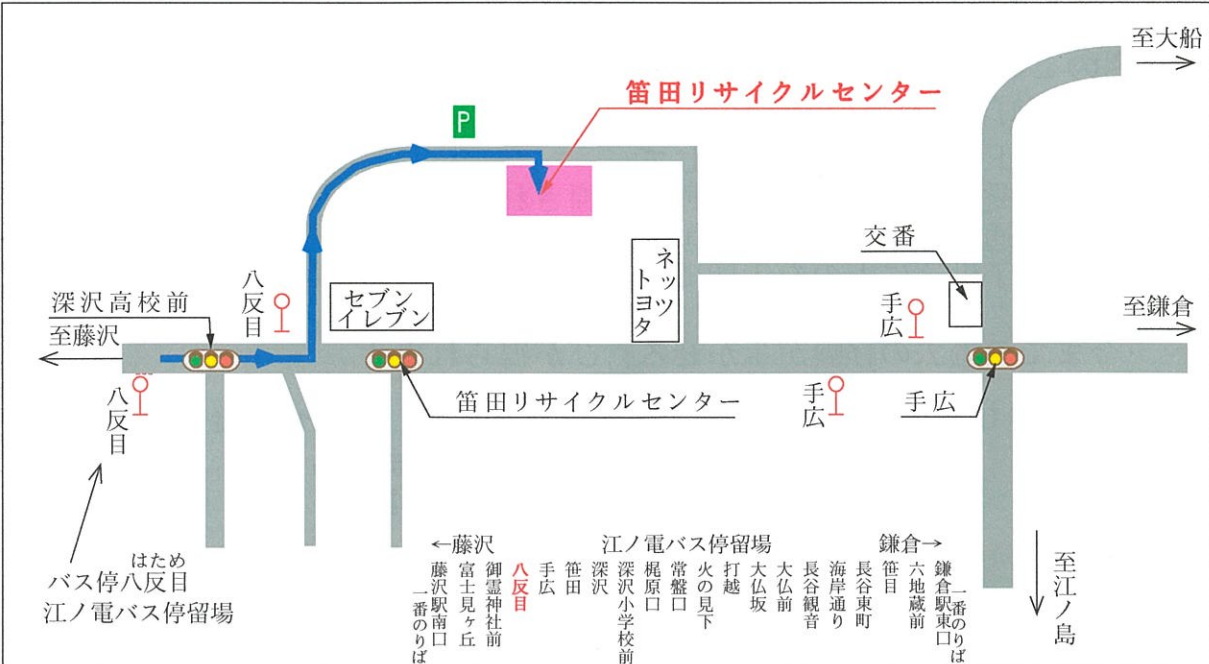 至大船
笛田リサイクルセンター
P
交番
八反目
深沢高校前
至藤沢
セブン
イレブン
ネッツ
トヨタ
手広
至鎌倉
八反目
笛田リサイクルセンター
手広
手広
はため
バス停八反目
江ノ電バス停留場
至江ノ島
←藤沢
江ノ電バス停留場
鎌倉→
一番のりば
藤沢駅南口
富士見ヶ丘
御霊神社前
八反目
手広
笹田
深沢
深沢小学校前
梶原口
常盤口
火の見下
打越
大仏坂
大仏前
長谷観音
海岸通り
長谷東町
笹目
六地蔵前
鎌倉駅東口
一番のりば